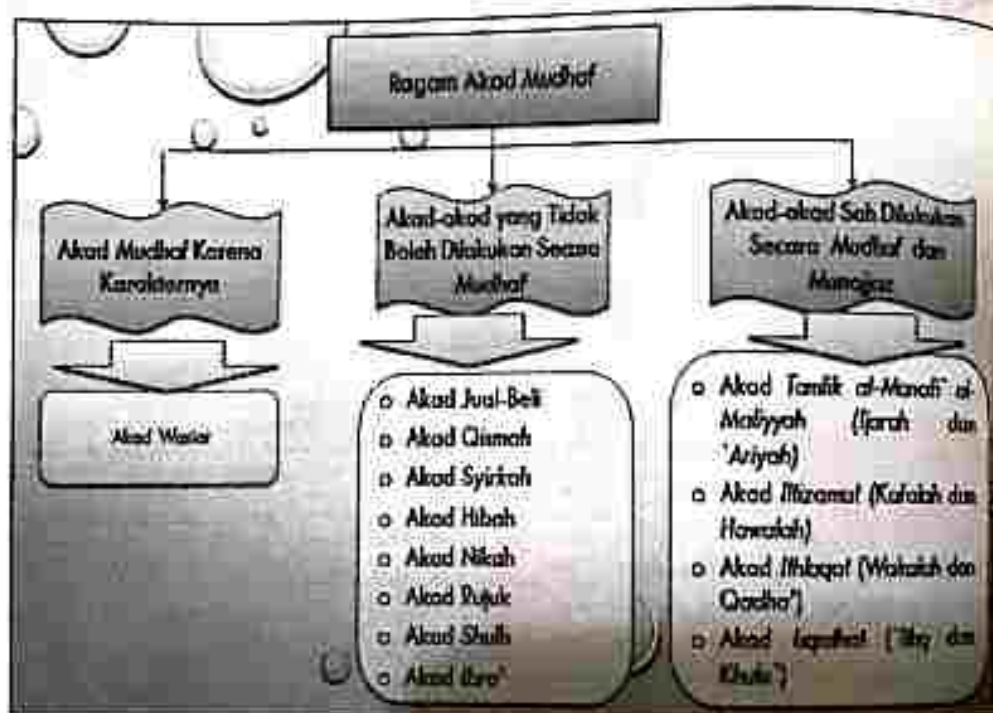 Ragam Akad Mudhaf
Akad Mudhaf Karena
Karakternya
Akad Wasiat
Akad-akad yang Tidak
Boleh Dilakukan Secara
Mudhaf
o Akad Jual-Beli
o Akad Qismah
o Akad Syirkah
o Akad Hibah
o Akad Nikah
o Akad Rujuk
o Akad Shulh
o Akad Ibra'
Akad-akad Sah Dilakukan
Secara Mudhaf dan
Munajjaz
o Akad Tamlik al-Manafi' al-
Maliyyah (Ijarah dan
'Ariyah)
o Akad Iltizamat (Kafalah dan
Hawalah)
o Akad Ithlaqat (Wakalah dan
Qadha')
o Akad Isqathat ('Itq dan
Khulu')